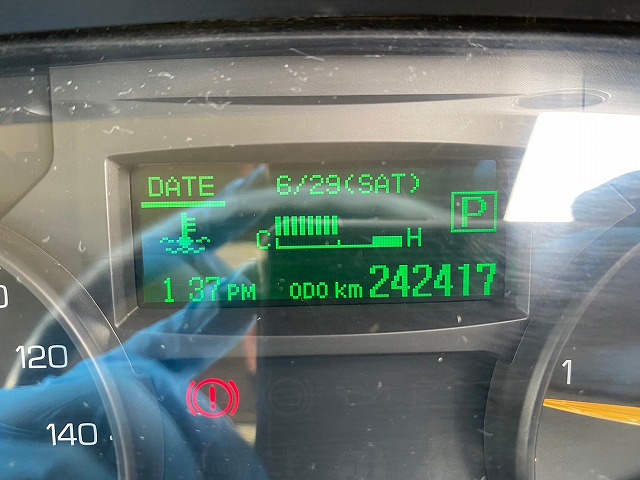 DATE 6/29(SAT)
P
C H
1 37 PM ODO km 242417
120
140
1